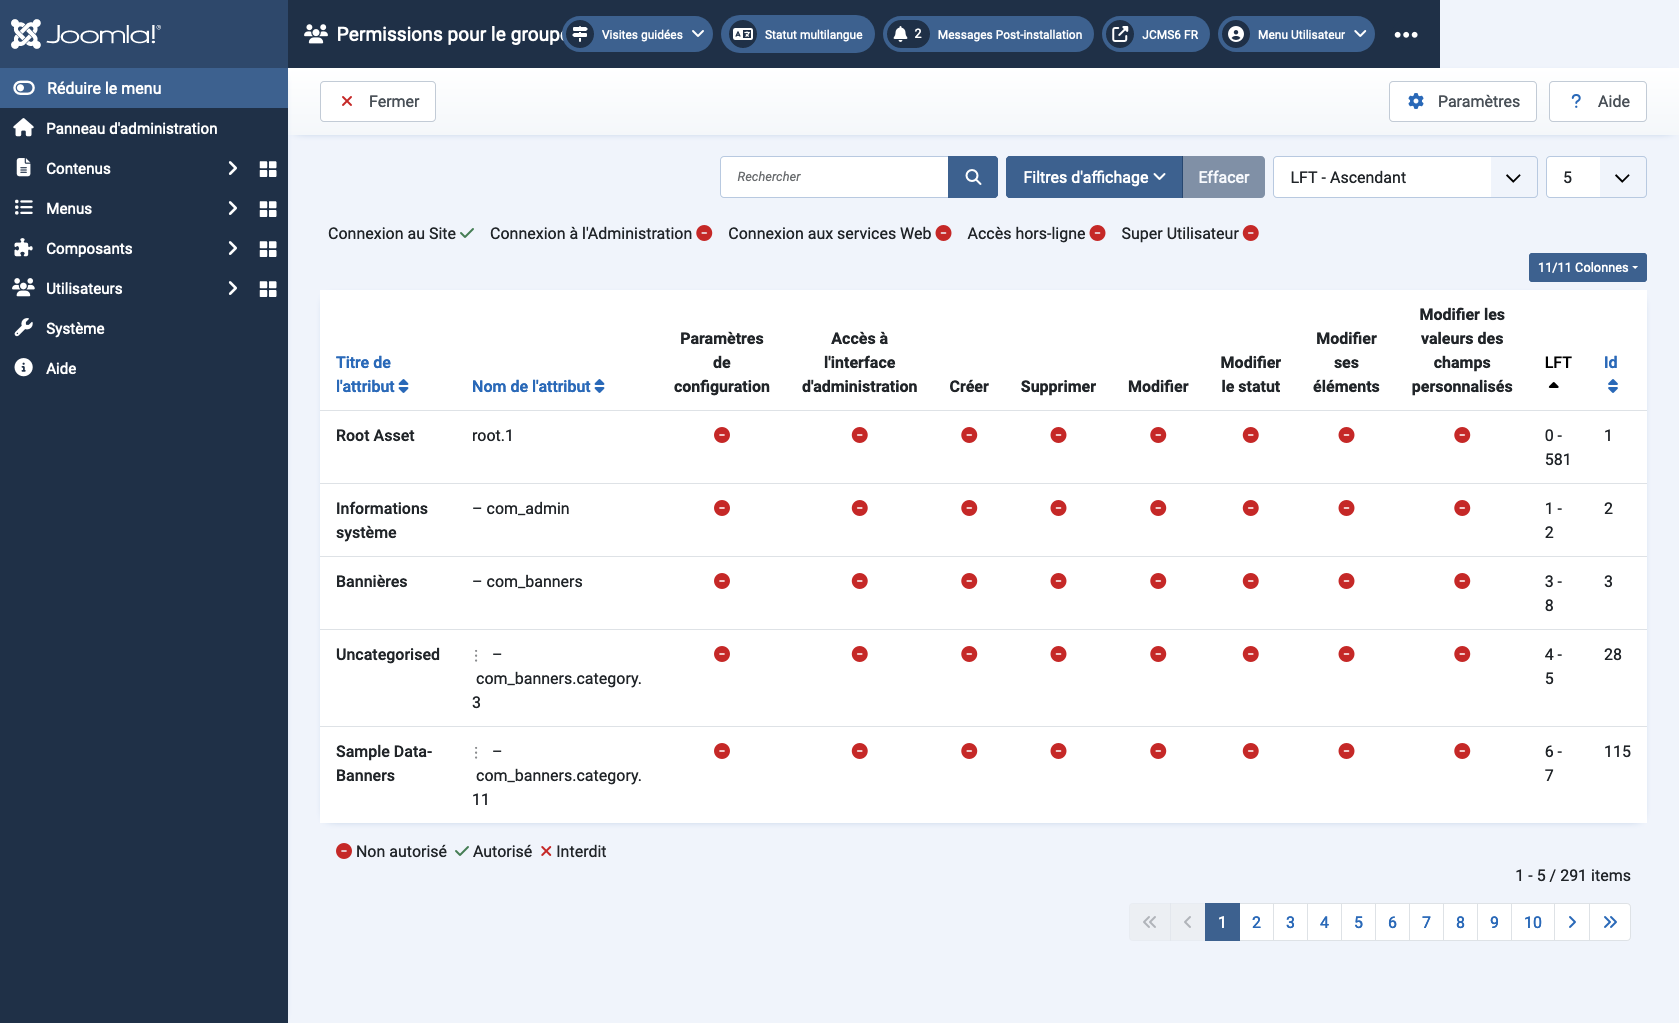 Joomla!
Permissions pour le group
Visites guidées
Statut multilangue
2 Messages Post-installation
JCMS6 FR
Menu Utilisateur
Réduire le menu
Panneau d'administration
Contenus
Menus
Composants
Utilisateurs
Système
Aide
Fermer
Paramètres
? Aide
Rechercher
Filtres d'affichage
Effacer
LFT - Ascendant
5
Connexion au Site Connexion à l'Administration Connexion aux services Web Accès hors-ligne Super Utilisateur
11/11 Colonnes
Titre de l'attribut
Nom de l'attribut
Paramètres de configuration
Accès à l'interface d'administration
Créer
Supprimer
Modifier
Modifier le statut
Modifier ses éléments
Modifier les valeurs des champs personnalisés
LFT
Id
Root Asset root.1 0 - 581 1
Informations système – com_admin 1 - 2 2
Bannières – com_banners 3 - 8 3
Uncategorised ⋮ – com_banners.category.3 4 - 5 28
Sample Data-Banners ⋮ – com_banners.category.11 6 - 7 115
Non autorisé Autorisé Interdit
1 - 5 / 291 items
1 2 3 4 5 6 7 8 9 10